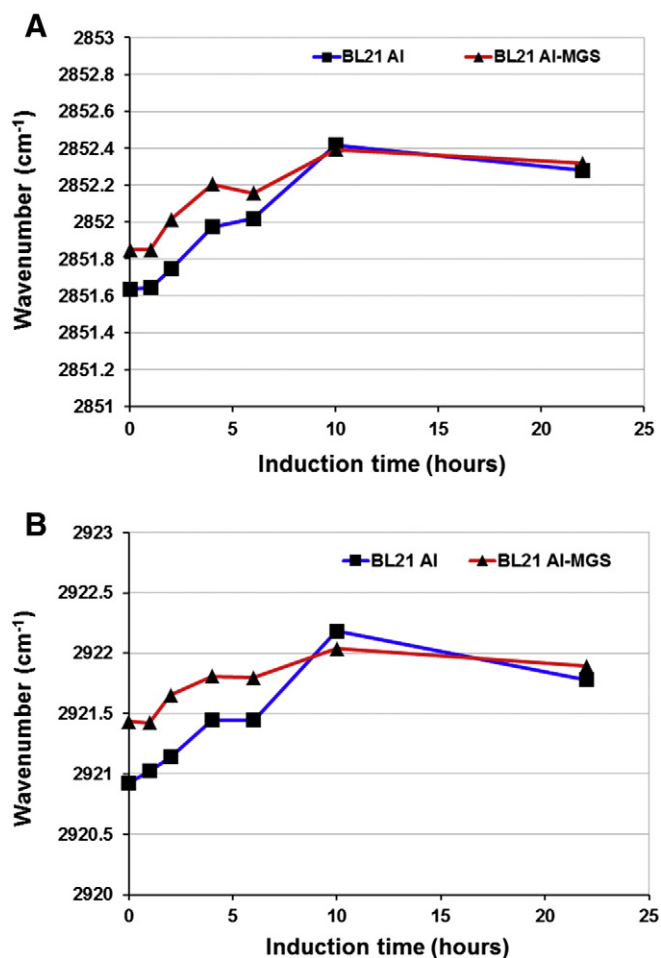 A
BL21 AI
BL21 AI-MGS
2853
2852.8
2852.6
2852.4
2852.2
2852
2851.8
2851.6
2851.4
2851.2
2851
Wavenumber (cm-1)
0 5 10 15 20 25
Induction time (hours)
B
BL21 AI
BL21 AI-MGS
2923
2922.5
2922
2921.5
2921
2920.5
2920
Wavenumber (cm-1)
0 5 10 15 20 25
Induction time (hours)